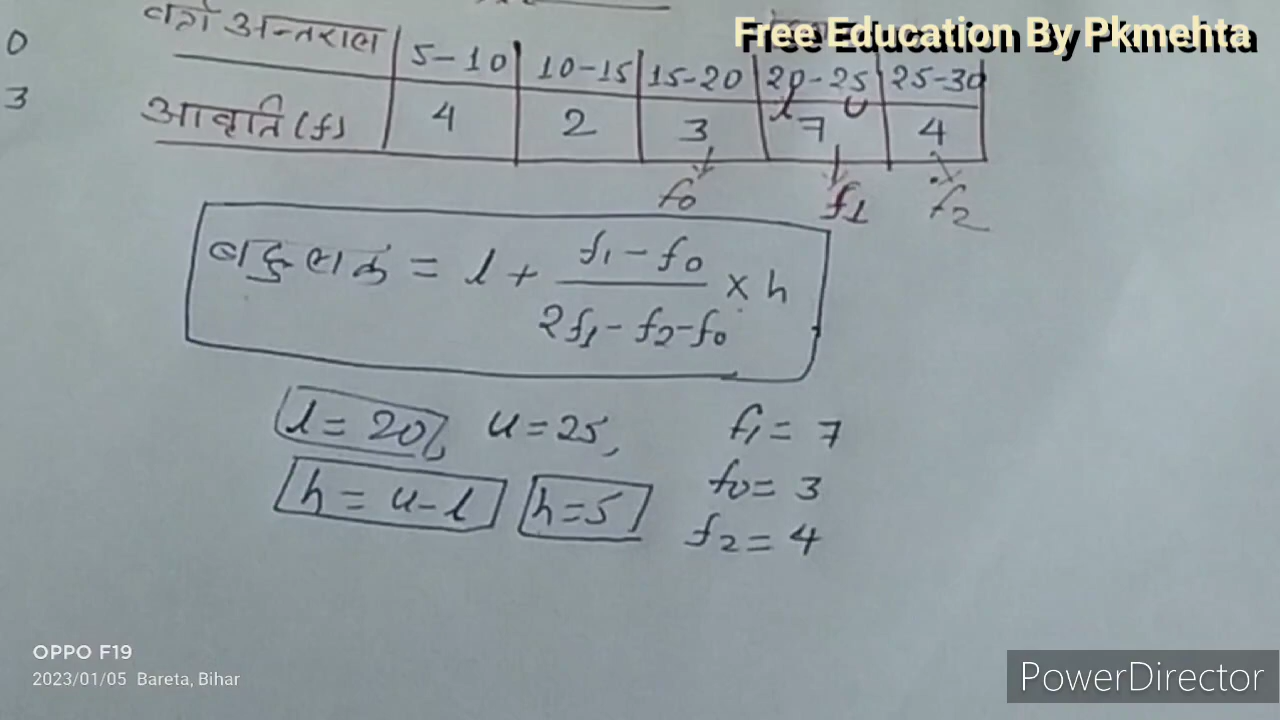 Free Education By Pkmehta
0
3
वर्ग अन्तराल 5-10 10-15 15-20 20-25 25-30
l u
आवृति (f) 4 2 3 7 4
f0 f1 f2
बहुलक = l + (f1 - f0) / (2f1 - f2 - f0) × h
l = 20, u = 25, f1 = 7
h = u - l h = 5 f0 = 3
f2 = 4
OPPO F19
2023/01/05 Bareta, Bihar
PowerDirector